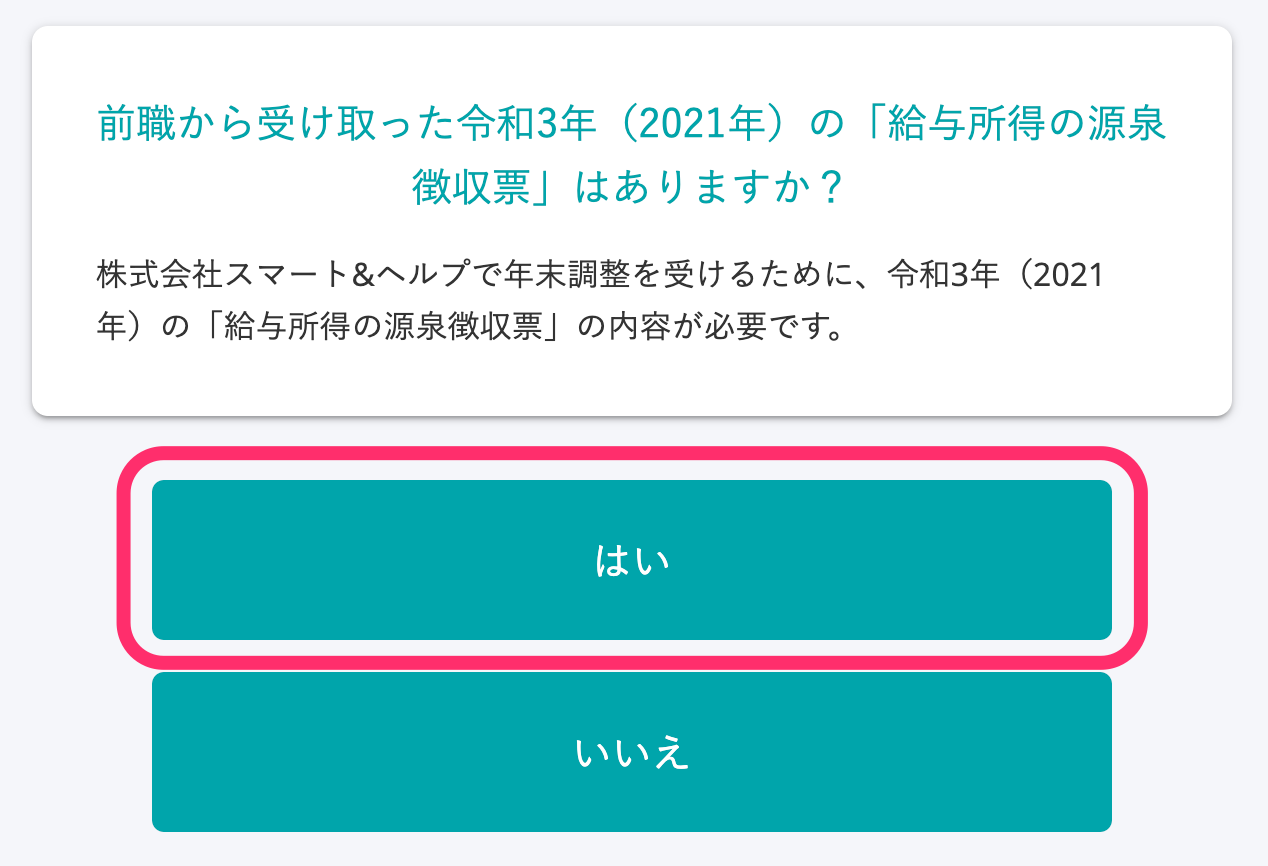 前職から受け取った令和3年（2021年）の「給与所得の源泉
徴収票」はありますか？
株式会社スマート&ヘルプで年末調整を受けるために、令和3年（2021
年）の「給与所得の源泉徴収票」の内容が必要です。
はい
いいえ